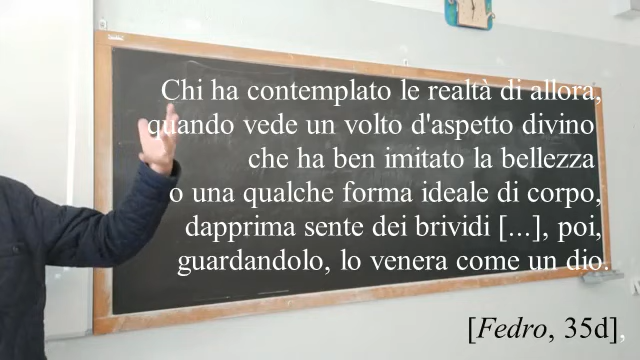 Chi ha contemplato le realtà di allora,
quando vede un volto d'aspetto divino
che ha ben imitato la bellezza
o una qualche forma ideale di corpo,
dapprima sente dei brividi [...], poi,
guardandolo, lo venera come un dio.
[Fedro, 35d],